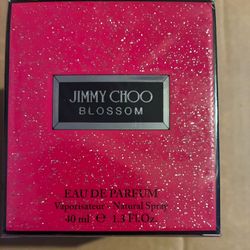 JIMMY CHOO
BLOSSOM
EAU DE PARFUM
Vaporisateur - Natural Spray
40 ml ℮ 1.3 Fl.Oz.